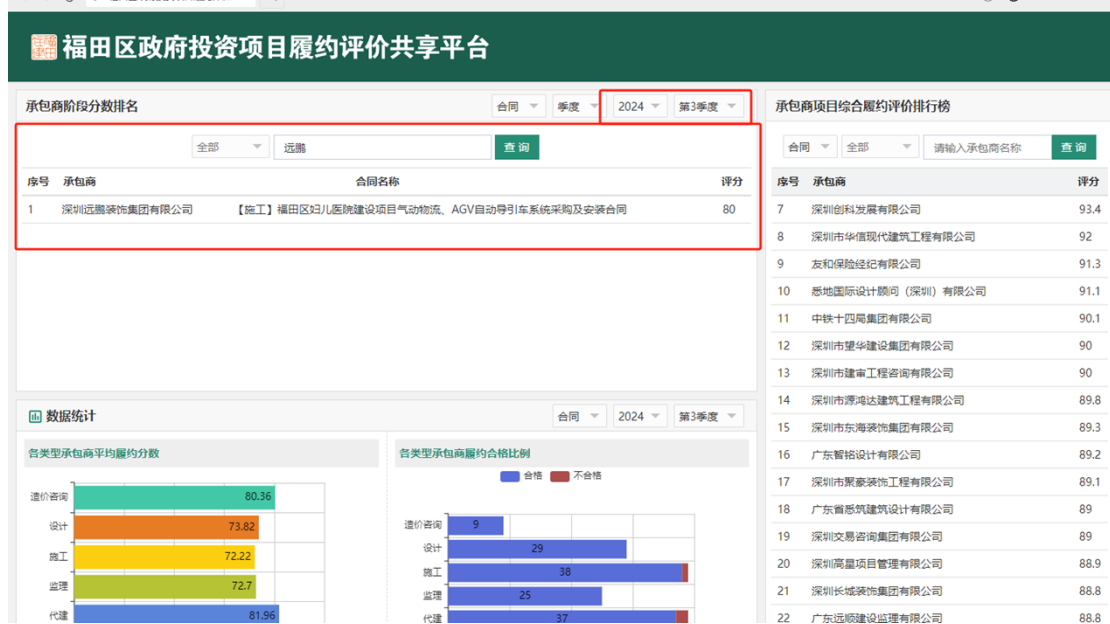 福田区政府投资项目履约评价共享平台
承包商阶段分数排名
合同 季度 2024 第3季度
全部 远鹏 查询
序号 承包商 合同名称 评分
1 深圳远鹏装饰集团有限公司 【施工】福田区妇儿医院建设项目气动物流、AGV自动导引车系统采购及安装合同 80
数据统计
合同 2024 第3季度
各类型承包商平均履约分数
造价咨询 80.36
设计 73.82
施工 72.22
监理 72.7
代建 81.96
各类型承包商履约合格比例
合格 不合格
造价咨询 9
设计 29
施工 38
监理 25
代建 37
承包商项目综合履约评价排行榜
合同 全部 请输入承包商名称 查询
序号 承包商 评分
7 深圳创科发展有限公司 93.4
8 深圳市华信现代建筑工程有限公司 92
9 友和保险经纪有限公司 91.3
10 悉地国际设计顾问（深圳）有限公司 91.1
11 中铁十四局集团有限公司 90.1
12 深圳市望华建设集团有限公司 90
13 深圳市建审工程咨询有限公司 90
14 深圳市源鸿达建筑工程有限公司 89.8
15 深圳市东海装饰集团有限公司 89.3
16 广东智铭设计有限公司 89.2
17 深圳市聚豪装饰工程有限公司 89.1
18 广东省悉筑建筑设计有限公司 89
19 深圳交易咨询集团有限公司 89
20 深圳高星项目管理有限公司 88.9
21 深圳长城装饰集团有限公司 88.8
22 广东远顺建设监理有限公司 88.8